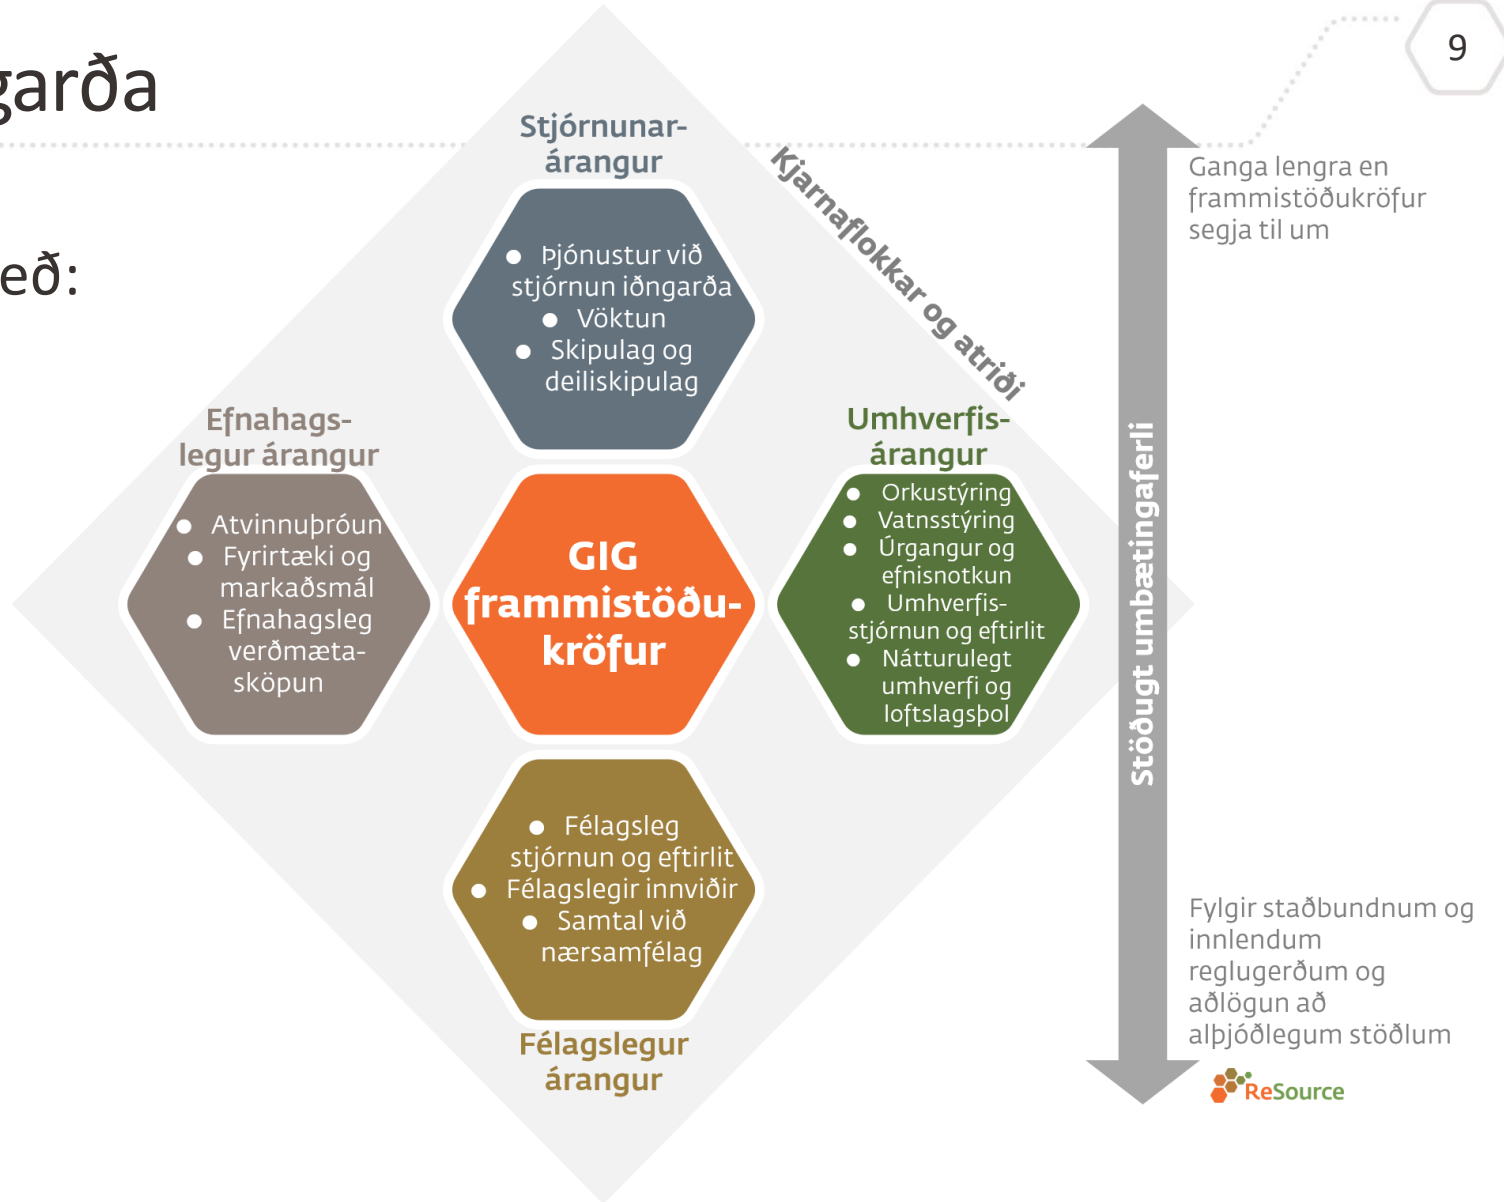 9
garða
eð:
Stjórnunar-
árangur
Þjónustur við
stjórnun iðngarða
Vöktun
Skipulag og
deiliskipulag
Kjarnaflokkar og atriði
Efnahags-
legur árangur
Atvinnuþróun
Fyrirtæki og
markaðsmál
Efnahagsleg
verðmæta-
sköpun
GIG
frammistöðu-
kröfur
Umhverfis-
árangur
Orkustýring
Vatnsstýring
Úrgangur og
efnisnotkun
Umhverfis-
stjórnun og eftirlit
Nátturulegt
umhverfi og
loftslagsþol
Félagsleg
stjórnun og eftirlit
Félagslegir innviðir
Samtal við
nærsamfélag
Félagslegur
árangur
Stöðugt umbætingaferli
Ganga lengra en
frammistöðukröfur
segja til um
Fylgir staðbundnum og
innlendum
reglugerðum og
aðlögun að
alþjóðlegum stöðlum
ReSource